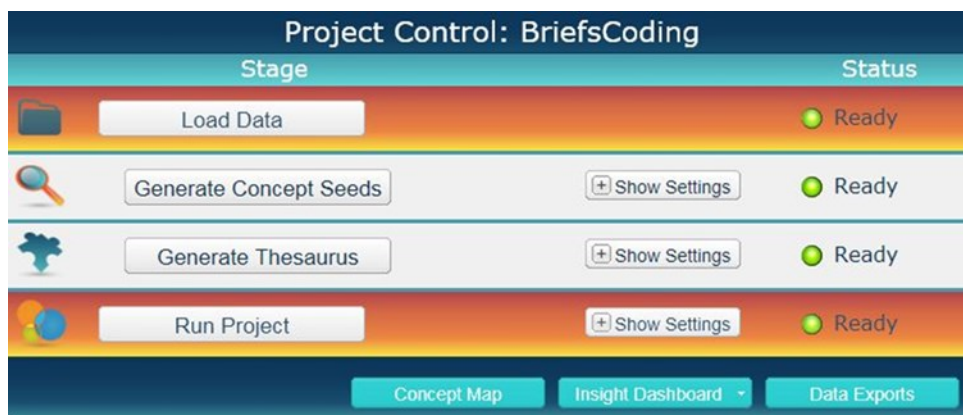 Project Control: BriefsCoding
Stage Status
Load Data Ready
Generate Concept Seeds + Show Settings Ready
Generate Thesaurus + Show Settings Ready
Run Project + Show Settings Ready
Concept Map Insight Dashboard Data Exports